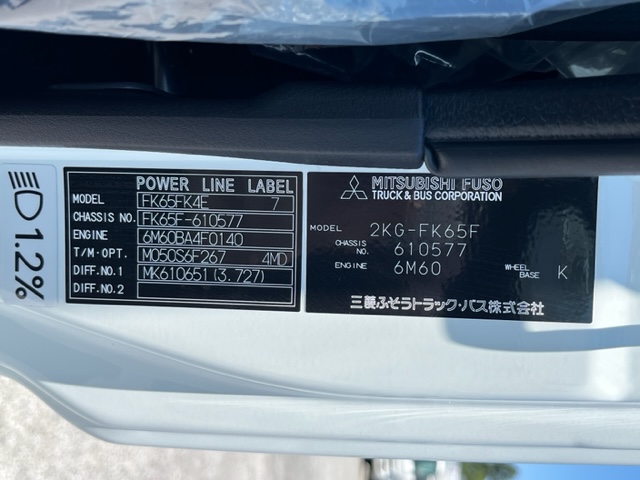 1.2%
POWER LINE LABEL
MODEL FK65FK4E 7
CHASSIS NO. FK65F-610577
ENGINE 6M60BA4F0140
T/M·OPT. M050S6F267 4MD
DIFF.NO.1 MK610651(3.727)
DIFF.NO.2
MITSUBISHI FUSO
TRUCK & BUS CORPORATION
MODEL 2KG-FK65F
CHASSIS NO. 610577
ENGINE 6M60 WHEEL BASE K
三菱ふそうトラック・バス株式会社